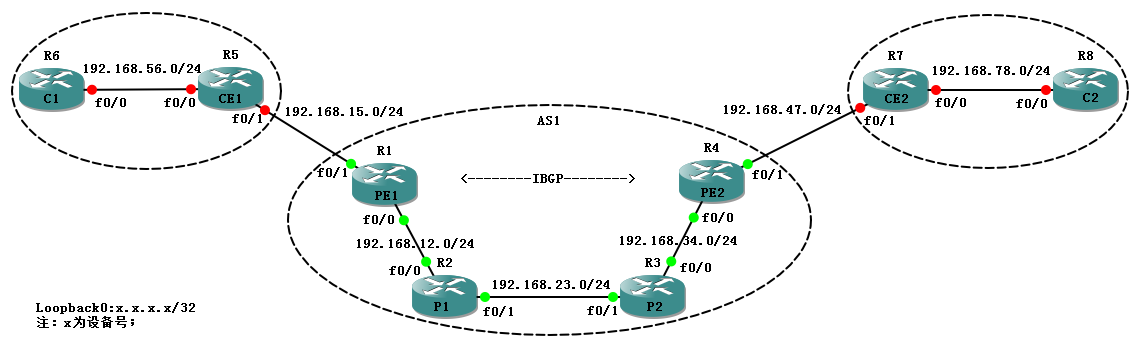 R6
192.168.56.0/24
R5
C1
f0/0
f0/0
CE1
f0/1
192.168.15.0/24
R7
192.168.78.0/24
R8
CE2
f0/0
f0/0
C2
f0/1
192.168.47.0/24
AS1
R1
f0/1
PE1
<--------IBGP-------->
R4
f0/1
PE2
f0/0
f0/0
192.168.12.0/24
192.168.34.0/24
f0/0
R2
192.168.23.0/24
R3
f0/0
P1
f0/1
f0/1
P2
Loopback0:x.x.x.x/32
注：x为设备号；